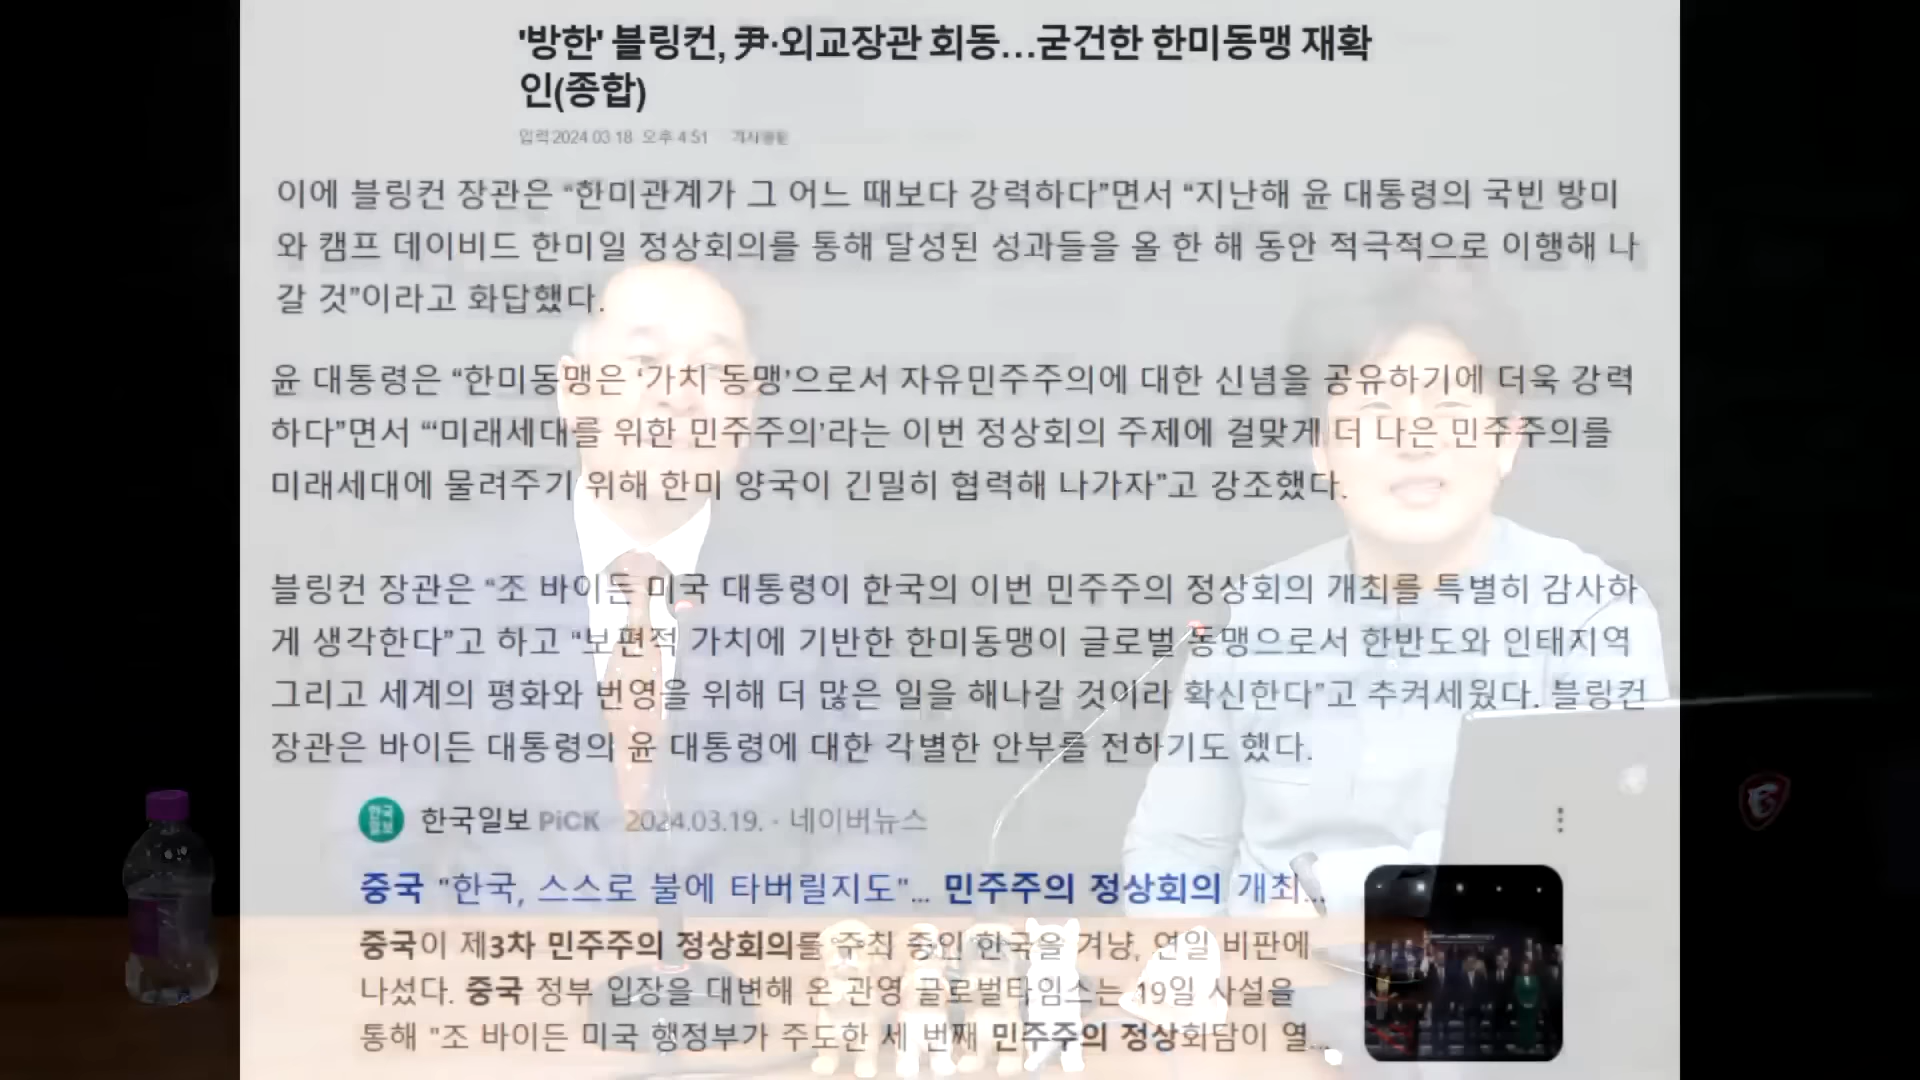 '방한' 블링컨, 尹·외교장관 회동...굳건한 한미동맹 재확
인(종합)
입력 2024 03 18 오후 4:51
이에 블링컨 장관은 “한미관계가 그 어느 때보다 강력하다”면서 “지난해 윤 대통령의 국빈 방미
와 캠프 데이비드 한미일 정상회의를 통해 달성된 성과들을 올 한 해 동안 적극적으로 이행해 나
갈 것”이라고 화답했다.
윤 대통령은 “한미동맹은 ‘가치 동맹’으로서 자유민주주의에 대한 신념을 공유하기에 더욱 강력
하다”면서 “‘미래세대를 위한 민주주의’라는 이번 정상회의 주제에 걸맞게 더 나은 민주주의를
미래세대에 물려주기 위해 한미 양국이 긴밀히 협력해 나가자”고 강조했다.
블링컨 장관은 “조 바이든 미국 대통령이 한국의 이번 민주주의 정상회의 개최를 특별히 감사하
게 생각한다”고 하고 “보편적 가치에 기반한 한미동맹이 글로벌 동맹으로서 한반도와 인태지역
그리고 세계의 평화와 번영을 위해 더 많은 일을 해나갈 것이라 확신한다”고 추켜세웠다. 블랑컨
장관은 바이든 대통령의 윤 대통령에 대한 각별한 안부를 전하기도 했다.
한국일보 PiCK 2024.03.19. · 네이버뉴스
중국 "한국, 스스로 불에 타버릴지도"... 민주주의 정상회의 개최...
중국이 제3차 민주주의 정상회의를 주최 중인 한국을 겨냥, 연일 비판에
나섰다. 중국 정부 입장을 대변해 온 관영 글로벌타임스는 19일 사설을
통해 "조 바이든 미국 행정부가 주도한 세 번째 민주주의 정상회담이 열...